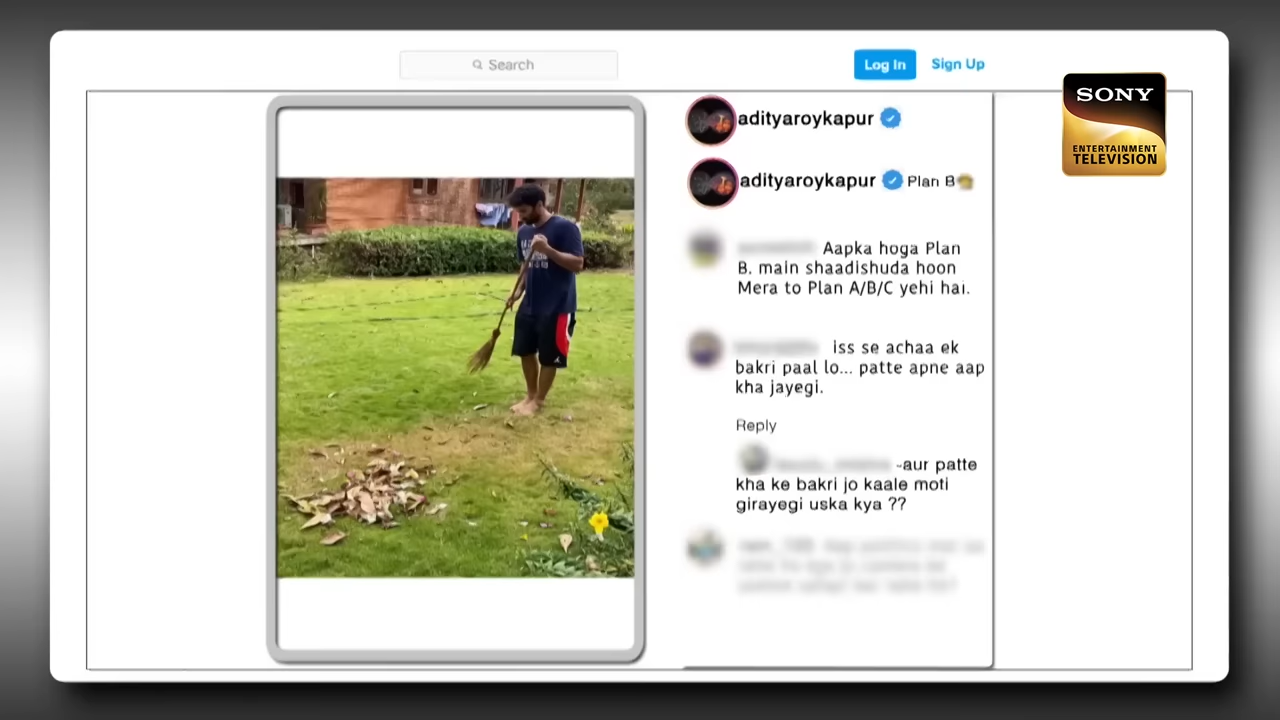 Search
Log In
Sign Up
SONY
ENTERTAINMENT
TELEVISION
adityaroykapur
adityaroykapur Plan B
Aapka hoga Plan
B. main shaadishuda hoon
Mera to Plan A/B/C yehi hai.
iss se achaa ek
bakri paal lo... patte apne aap
kha jayegi.
Reply
-aur patte
kha ke bakri jo kaale moti
girayegi uska kya ??